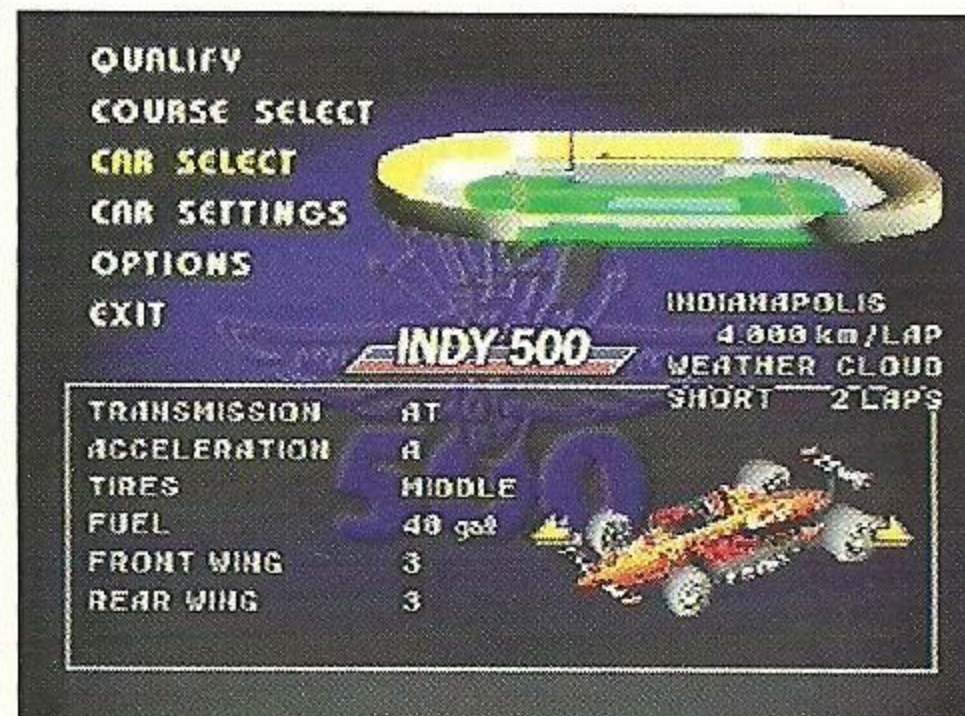 QUALIFY
COURSE SELECT
CAR SELECT
CAR SETTINGS
OPTIONS
EXIT
INDIANAPOLIS
4.000 km/LAP
WEATHER CLOUD
SHORT 2 LAPS
INDY 500
500
TRANSMISSION AT
ACCELERATION A
TIRES MIDDLE
FUEL 40 gal
FRONT WING 3
REAR WING 3